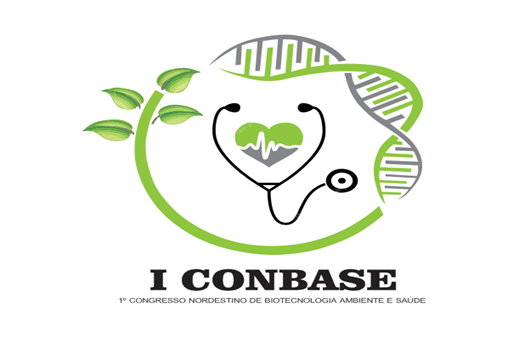 I CONBASE
1º CONGRESSO NORDESTINO DE BIOTECNOLOGIA AMBIENTE E SAÚDE